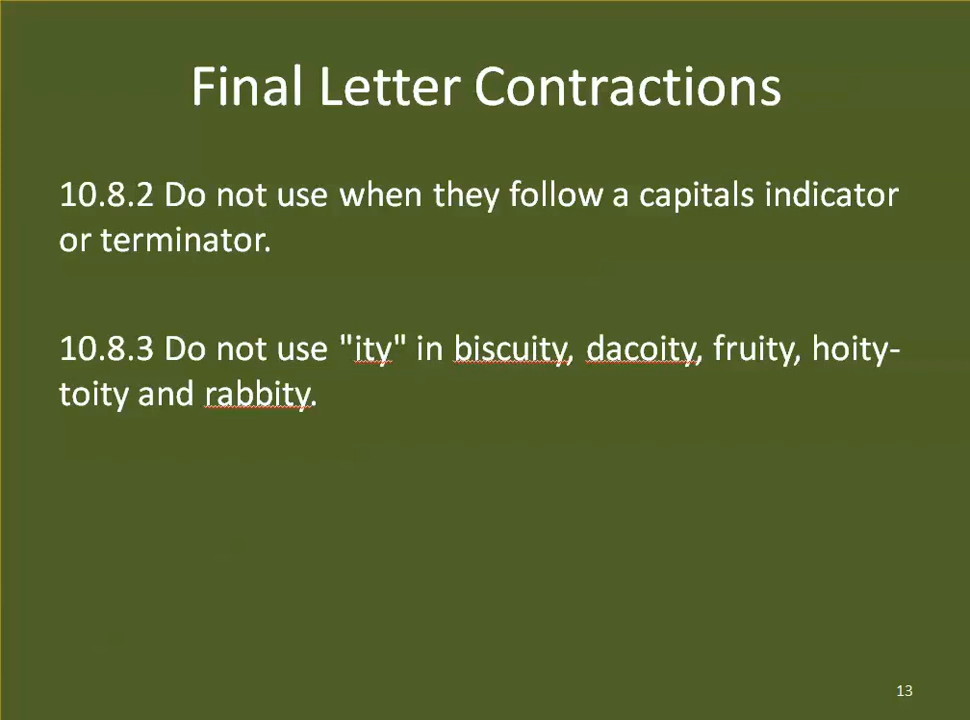 Final Letter Contractions
10.8.2 Do not use when they follow a capitals indicator
or terminator.
10.8.3 Do not use "ity" in biscuity, dacoity, fruity, hoity-
toity and rabbity.
13